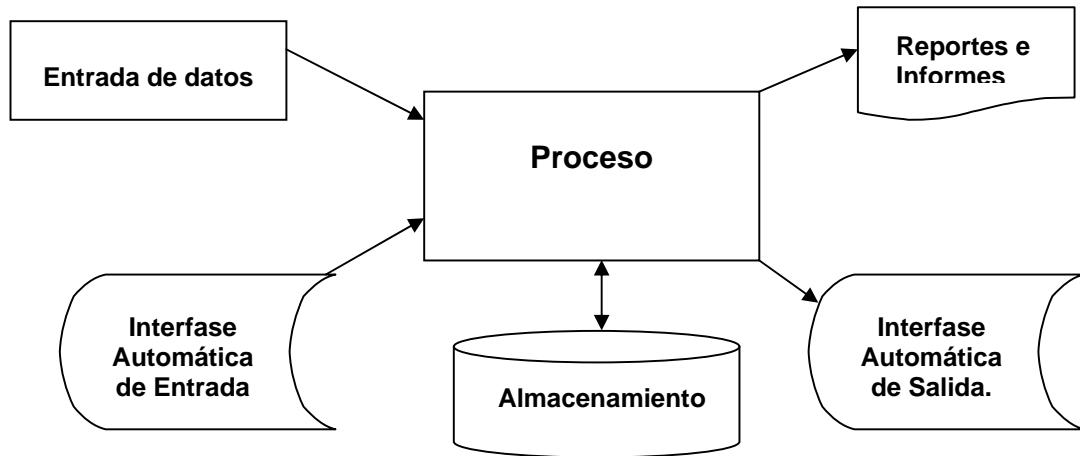 Entrada de datos
Reportes e
Informes
Proceso
Interfase
Automática
de Entrada
Almacenamiento
Interfase
Automática
de Salida.